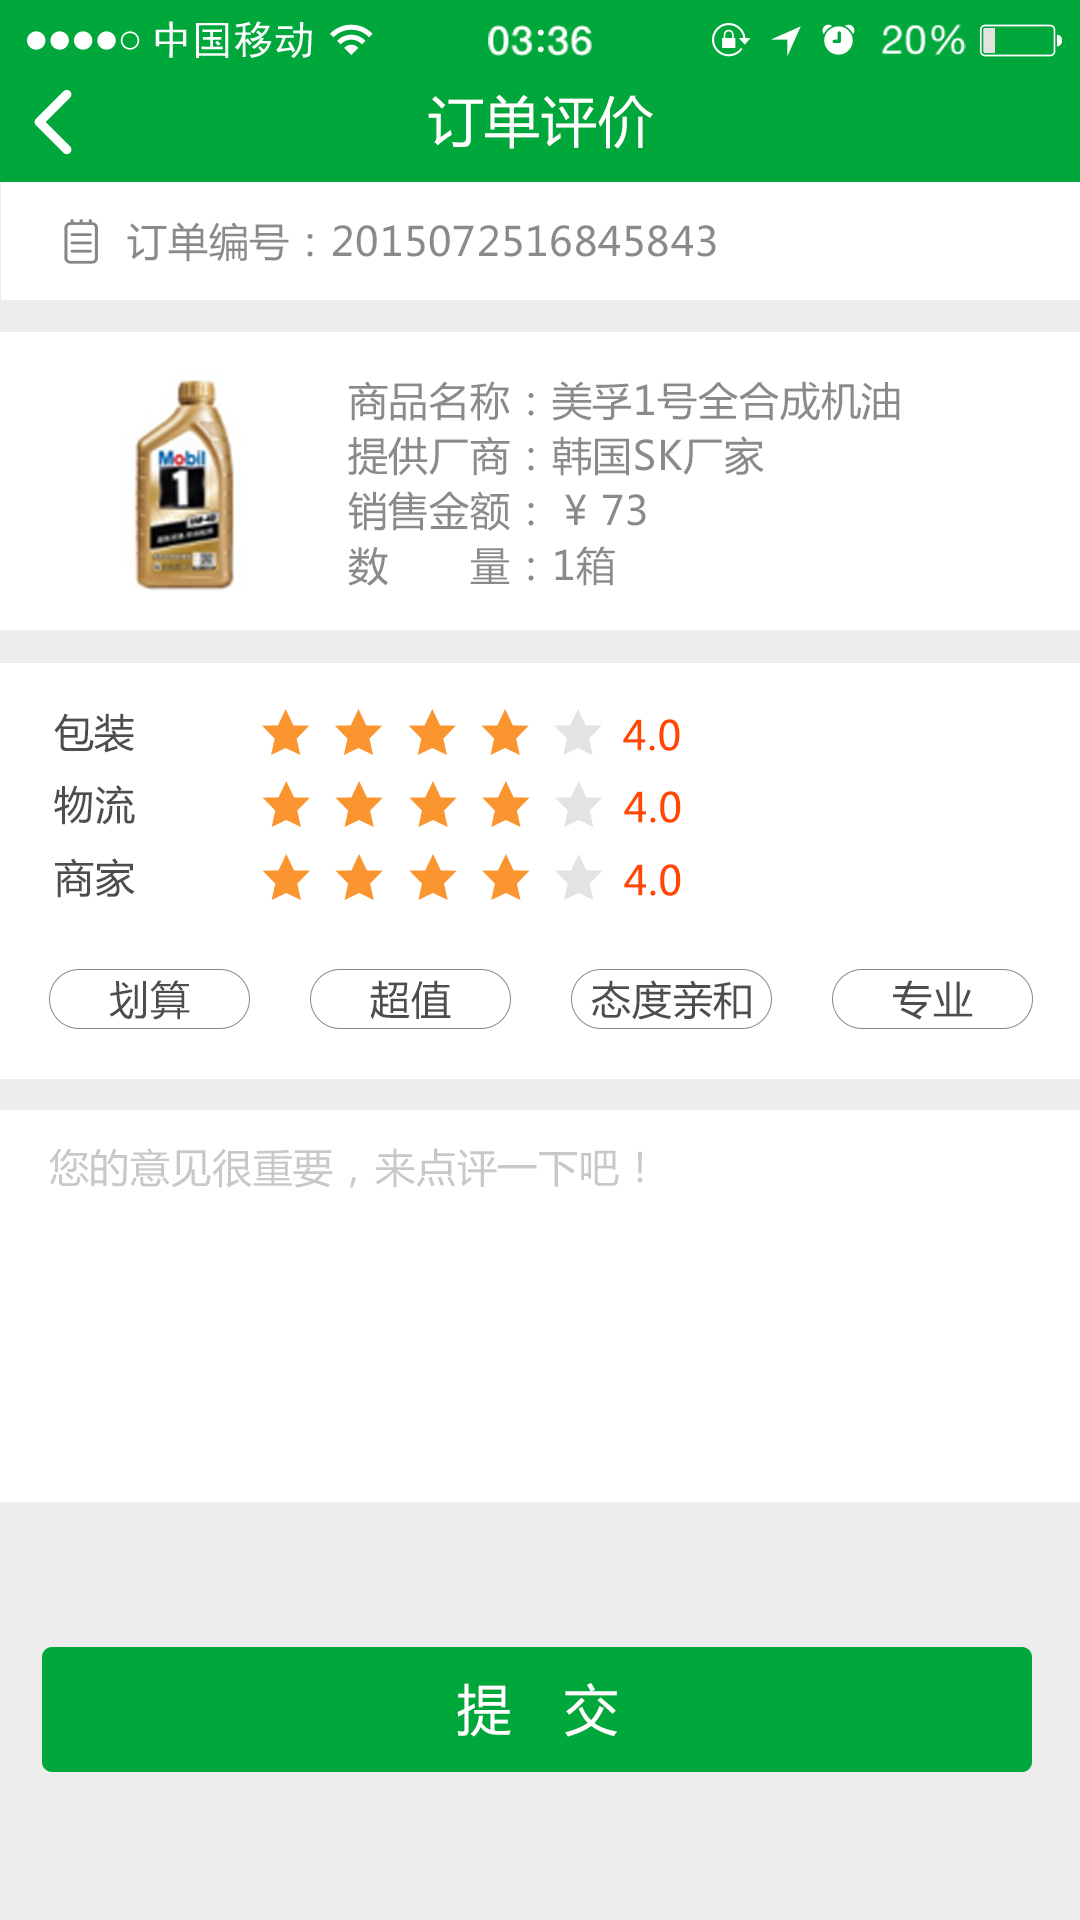 中国移动 03:36 20%
订单评价
订单编号：2015072516845843
商品名称：美孚1号全合成机油
提供厂商：韩国SK厂家
销售金额：￥73
数 量：1箱
Mobil
1
包装 4.0
物流 4.0
商家 4.0
划算 超值 态度亲和 专业
您的意见很重要，来点评一下吧！
提 交